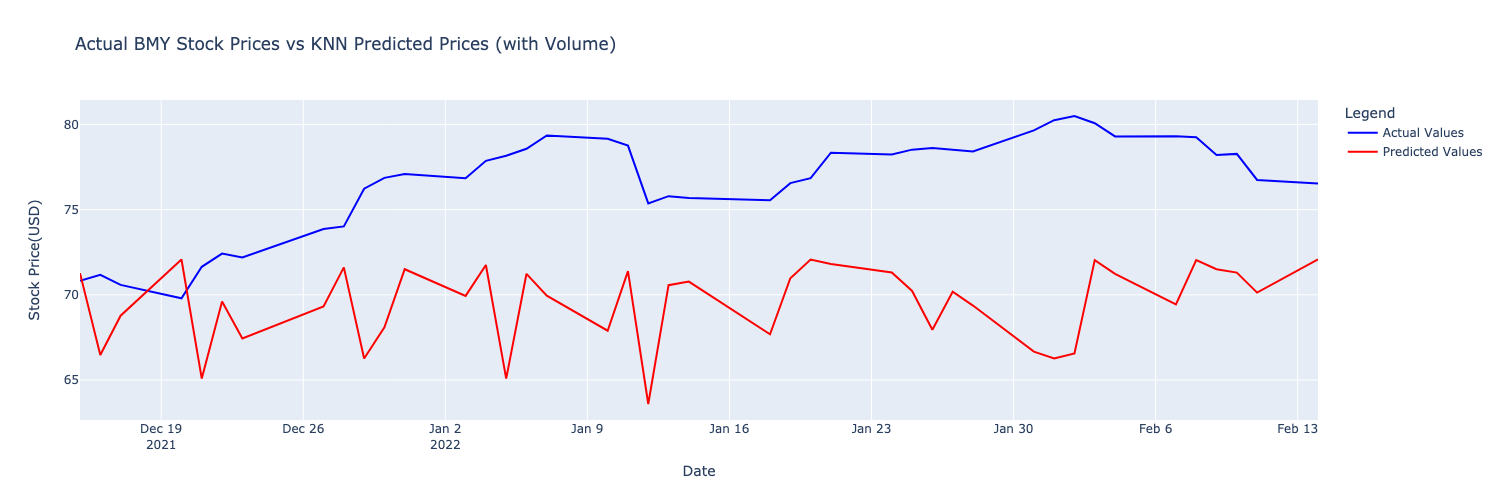 Actual BMY Stock Prices vs KNN Predicted Prices (with Volume)
Legend
Actual Values
Predicted Values
Stock Price(USD)
80
75
70
65
Dec 19
2021
Dec 26
Jan 2
2022
Jan 9
Jan 16
Jan 23
Jan 30
Feb 6
Feb 13
Date